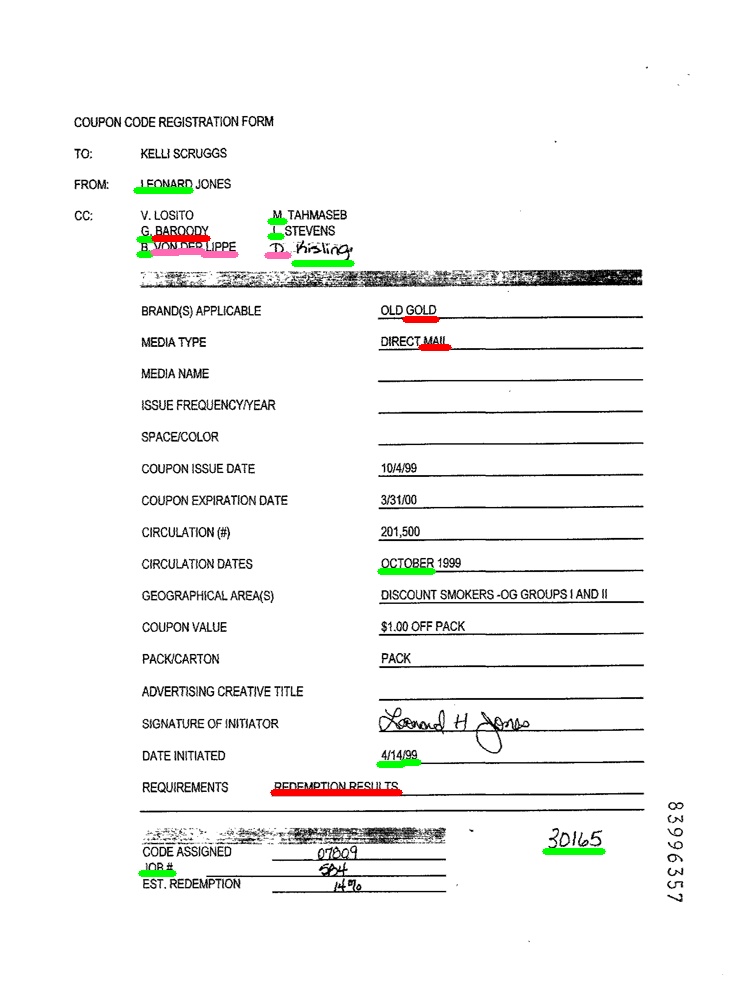 COUPON CODE REGISTRATION FORM
TO: KELLI SCRUGGS
FROM: LEONARD JONES
CC: V. LOSITO M. TAHMASEB
G. BAROODY L. STEVENS
B. VON DER LIPPE D. Kisling
BRAND(S) APPLICABLE OLD GOLD
MEDIA TYPE DIRECT MAIL
MEDIA NAME
ISSUE FREQUENCY/YEAR
SPACE/COLOR
COUPON ISSUE DATE 10/4/99
COUPON EXPIRATION DATE 3/31/00
CIRCULATION (#) 201,500
CIRCULATION DATES OCTOBER 1999
GEOGRAPHICAL AREA(S) DISCOUNT SMOKERS -OG GROUPS I AND II
COUPON VALUE $1.00 OFF PACK
PACK/CARTON PACK
ADVERTISING CREATIVE TITLE
SIGNATURE OF INITIATOR Leonard H Jones
DATE INITIATED 4/14/99
REQUIREMENTS REDEMPTION RESULTS
30165
CODE ASSIGNED 07809
JOB # 584
EST. REDEMPTION 14%
83996357